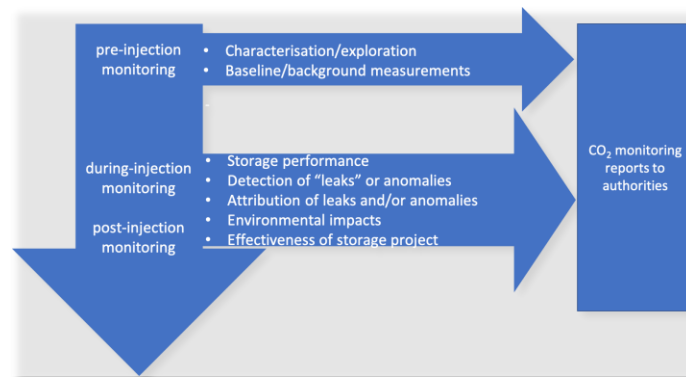 pre-injection
monitoring
• Characterisation/exploration
• Baseline/background measurements
-
during-injection
monitoring
post-injection
monitoring
• Storage performance
• Detection of “leaks” or anomalies
• Attribution of leaks and/or anomalies
• Environmental impacts
• Effectiveness of storage project
CO₂ monitoring
reports to
authorities